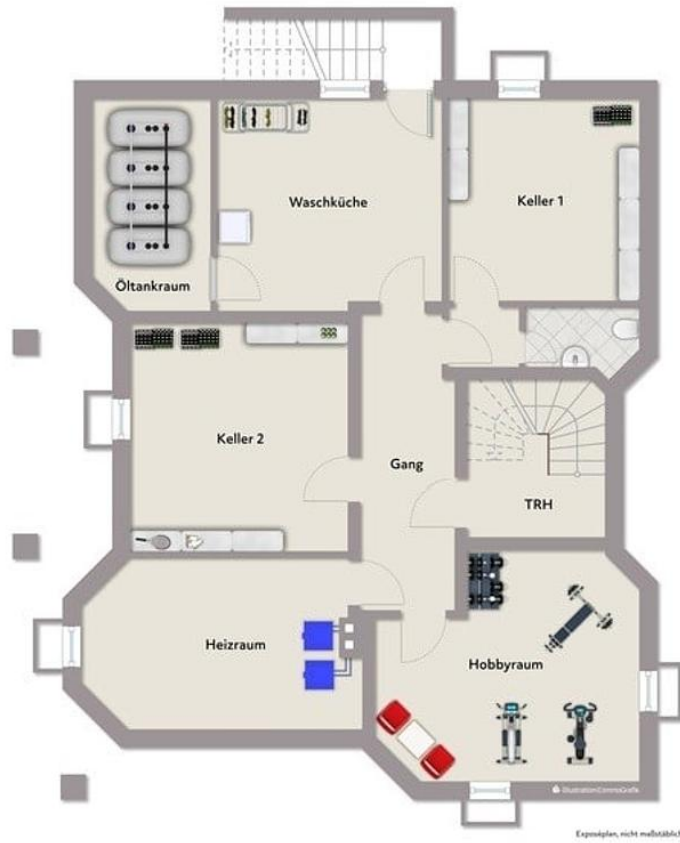 Waschküche
Keller 1
Öltankraum
Keller 2
Gang
TRH
Heizraum
Hobbyraum
Exposéplan, nicht maßstäblich